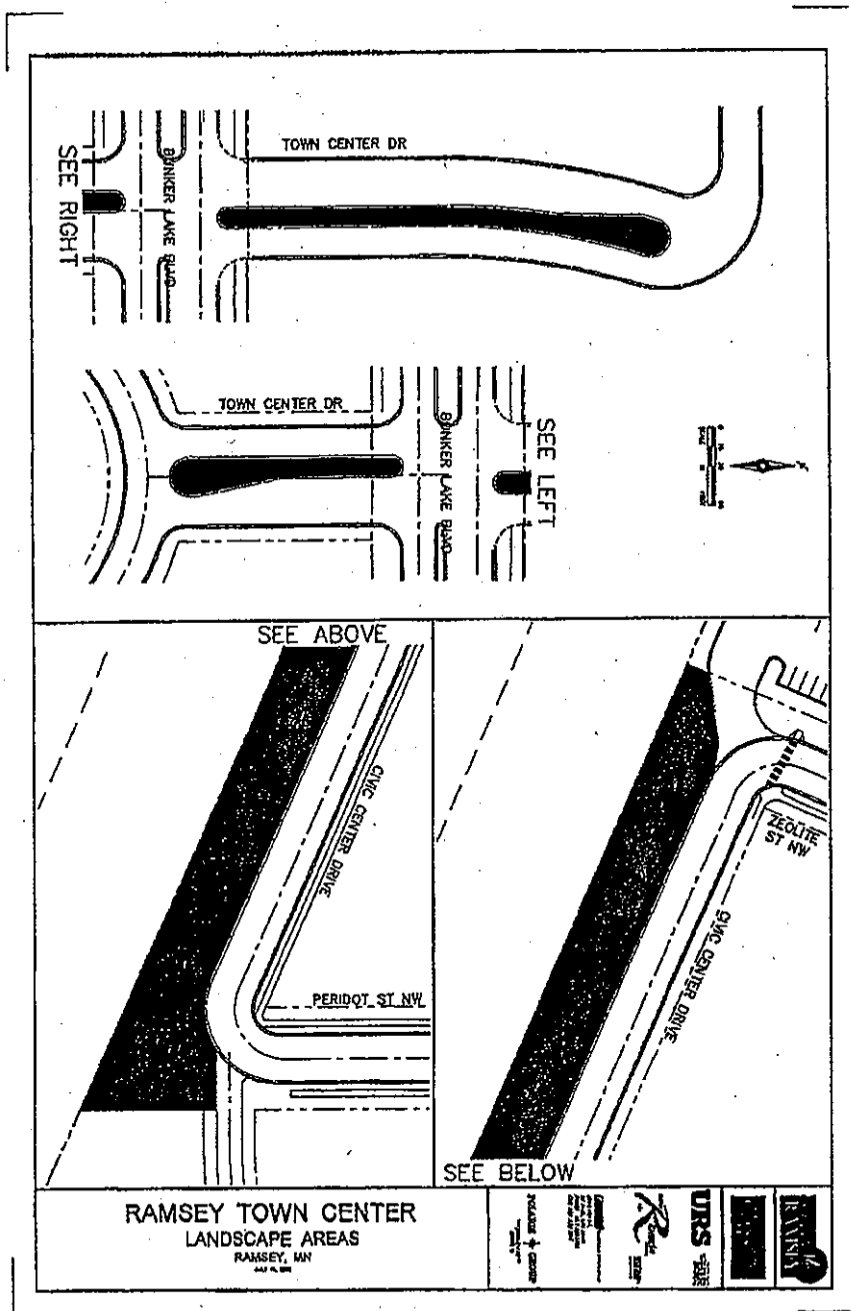 TOWN CENTER DR
BUNKER LAKE BLVD
SEE RIGHT
TOWN CENTER DR
BUNKER LAKE BLVD
SEE LEFT
SEE ABOVE
CIVIC CENTER DRIVE
PERIDOT ST NW
ZEOLITE
ST NW
CIVIC CENTER DRIVE
SEE BELOW
RAMSEY TOWN CENTER
LANDSCAPE AREAS
RAMSEY, MN
URS
RAMSEY